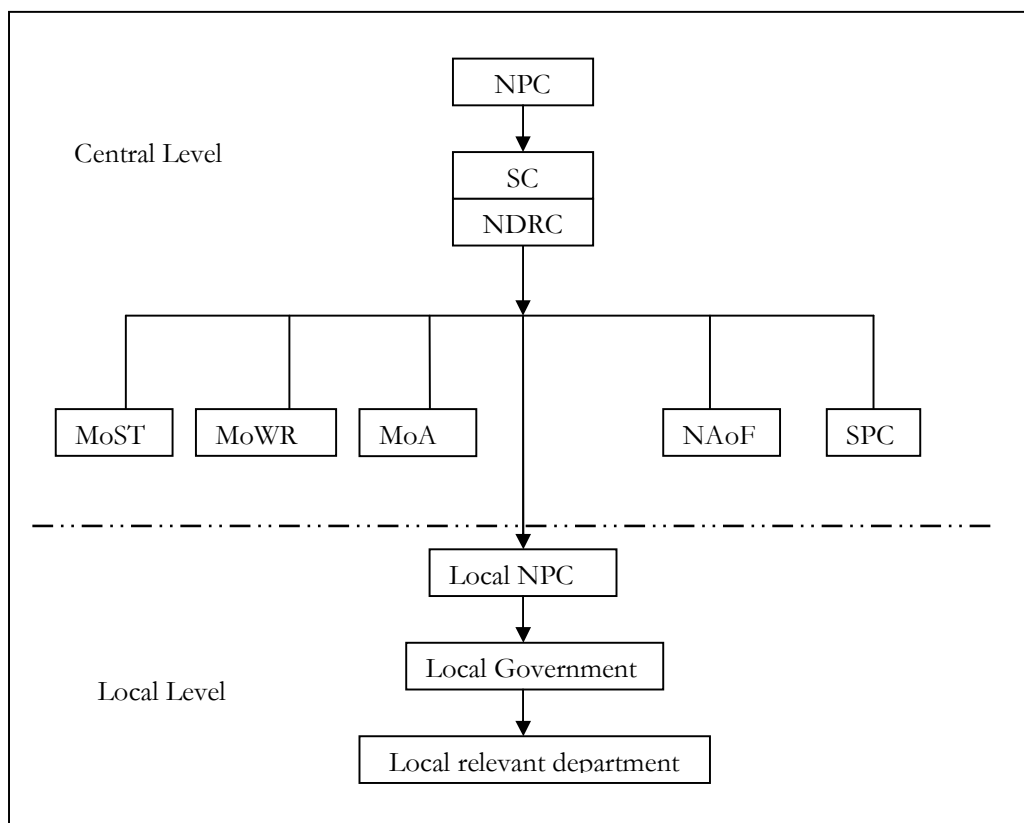 NPC
Central Level
SC
NDRC
MoST
MoWR
MoA
NAoF
SPC
Local NPC
Local Government
Local Level
Local relevant department